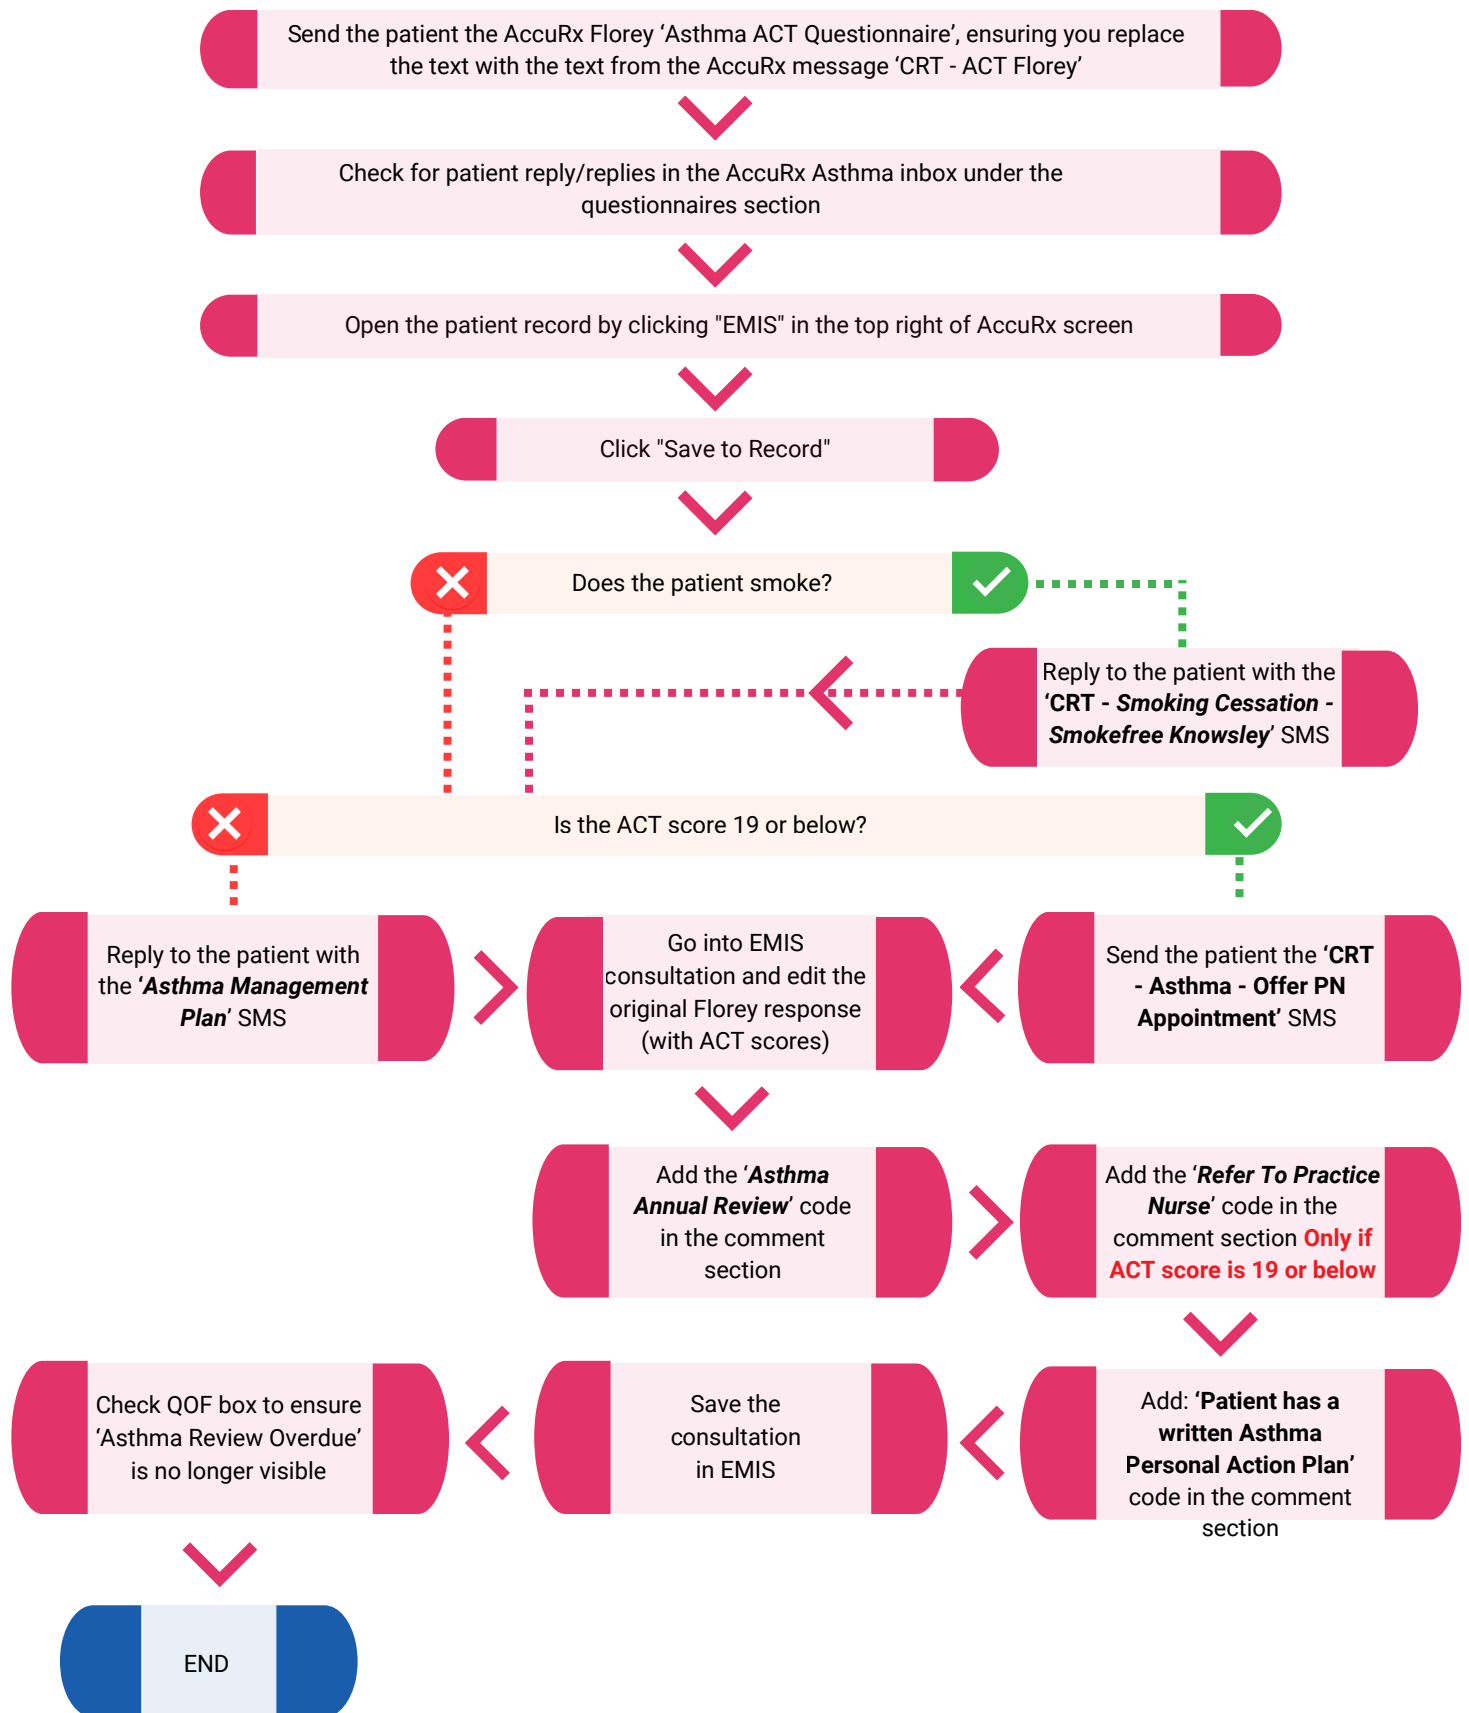 Send the patient the AccuRx Florey ‘Asthma ACT Questionnaire’, ensuring you replace
the text with the text from the AccuRx message ‘CRT - ACT Florey’
Check for patient reply/replies in the AccuRx Asthma inbox under the
questionnaires section
Open the patient record by clicking "EMIS" in the top right of AccuRx screen
Click "Save to Record"
Does the patient smoke?
Reply to the patient with the
‘CRT - Smoking Cessation -
Smokefree Knowsley’ SMS
Is the ACT score 19 or below?
Reply to the patient with
the ‘Asthma Management
Plan’ SMS
Go into EMIS
consultation and edit the
original Florey response
(with ACT scores)
Send the patient the ‘CRT
- Asthma - Offer PN
Appointment’ SMS
Add the ‘Asthma
Annual Review’ code
in the comment
section
Add the ‘Refer To Practice
Nurse’ code in the
comment section Only if
ACT score is 19 or below
Check QOF box to ensure
‘Asthma Review Overdue’
is no longer visible
Save the
consultation
in EMIS
Add: ‘Patient has a
written Asthma
Personal Action Plan’
code in the comment
section
END